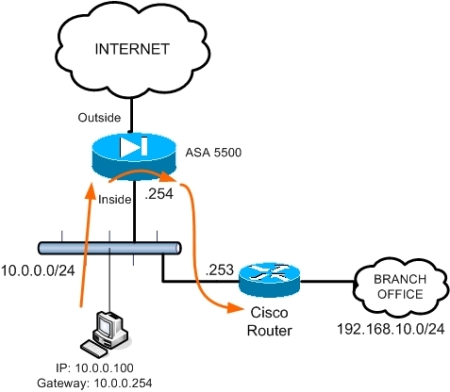 INTERNET
Outside
ASA 5500
Inside
.254
10.0.0.0/24
.253
Cisco
Router
BRANCH
OFFICE
192.168.10.0/24
IP: 10.0.0.100
Gateway: 10.0.0.254